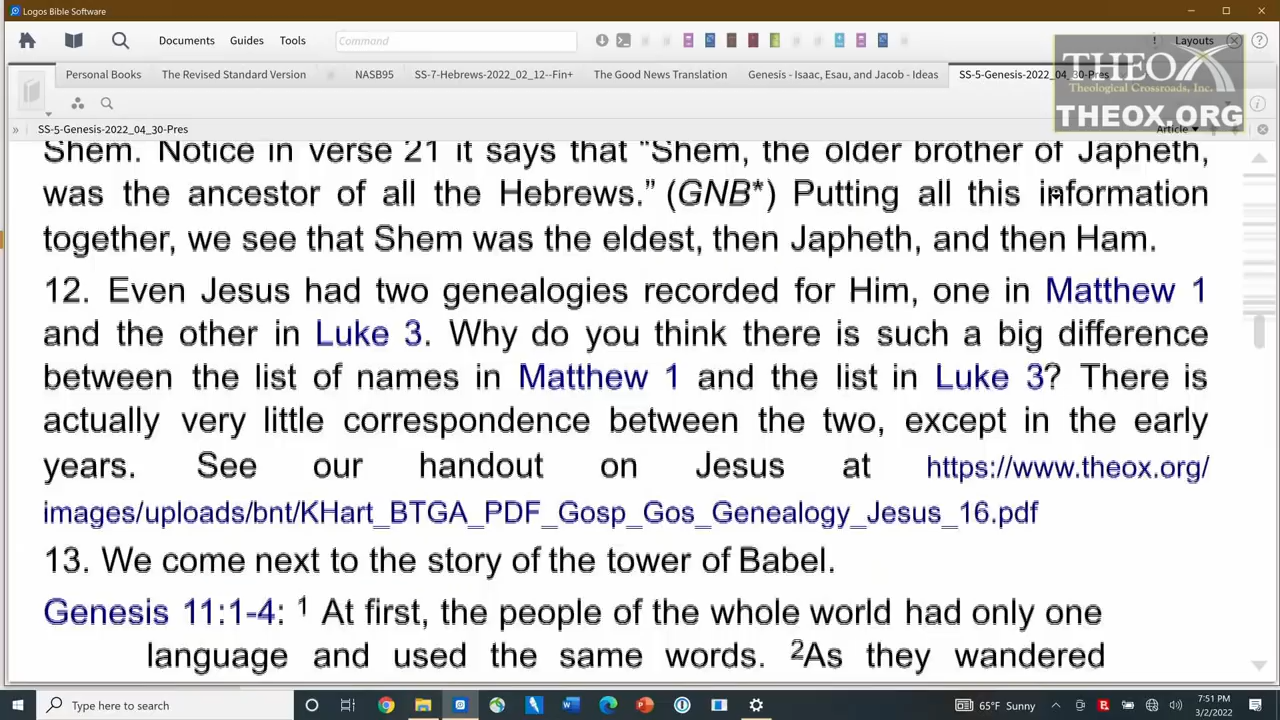 Logos Bible Software
Documents Guides Tools Command Layouts
THEOX
Theological Crossroads, Inc.
THEOX.ORG
Personal Books The Revised Standard Version NASB95 SS-7-Hebrews-2022_02_12--Fin+ The Good News Translation Genesis - Isaac, Esau, and Jacob - Ideas SS-5-Genesis-2022_04_30-Pres
SS-5-Genesis-2022_04_30-Pres Article
Shem. Notice in verse 21 it says that "Shem, the older brother of Japheth,
was the ancestor of all the Hebrews." (GNB*) Putting all this information
together, we see that Shem was the eldest, then Japheth, and then Ham.
12. Even Jesus had two genealogies recorded for Him, one in Matthew 1
and the other in Luke 3. Why do you think there is such a big difference
between the list of names in Matthew 1 and the list in Luke 3? There is
actually very little correspondence between the two, except in the early
years. See our handout on Jesus at https://www.theox.org/
images/uploads/bnt/KHart_BTGA_PDF_Gosp_Gos_Genealogy_Jesus_16.pdf
13. We come next to the story of the tower of Babel.
Genesis 11:1-4: 1 At first, the people of the whole world had only one
language and used the same words. 2As they wandered
Type here to search 65°F Sunny 7:51 PM
3/2/2022